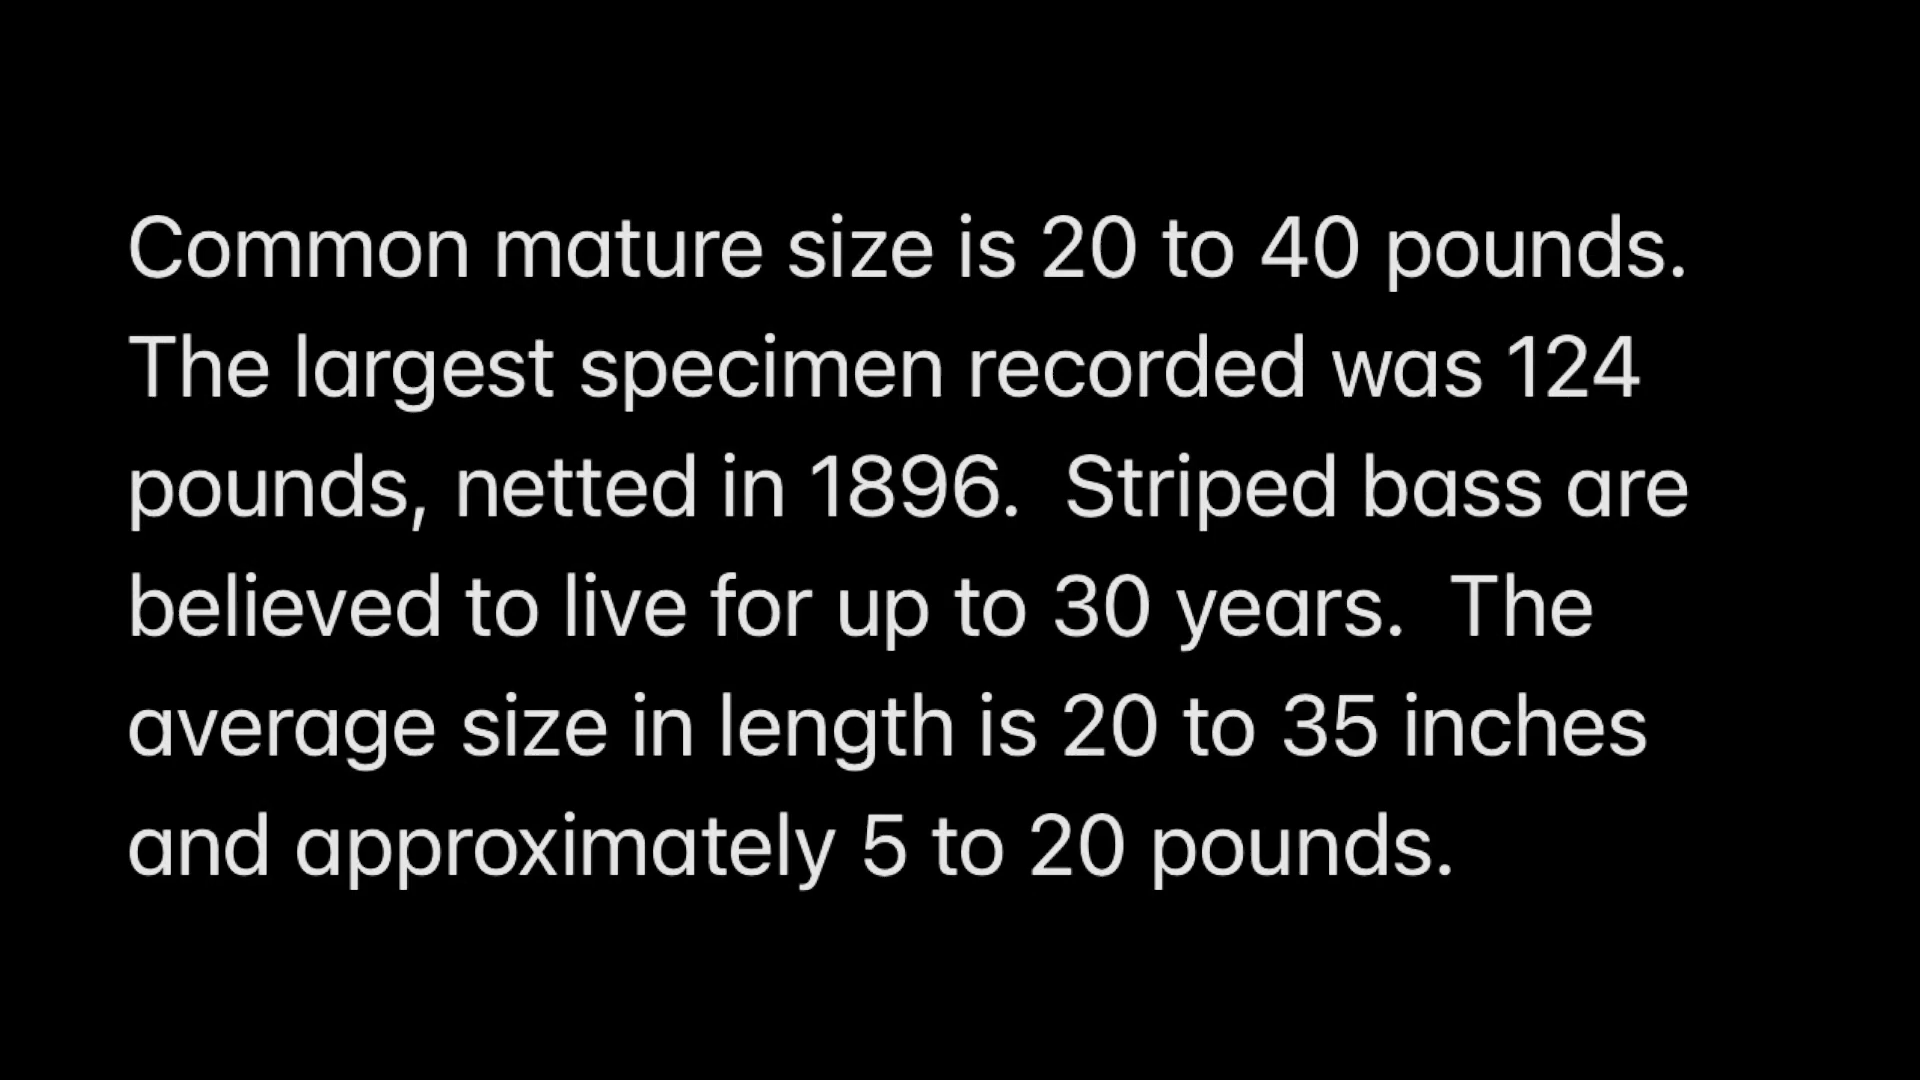 Common mature size is 20 to 40 pounds.
The largest specimen recorded was 124
pounds, netted in 1896.  Striped bass are
believed to live for up to 30 years.  The
average size in length is 20 to 35 inches
and approximately 5 to 20 pounds.